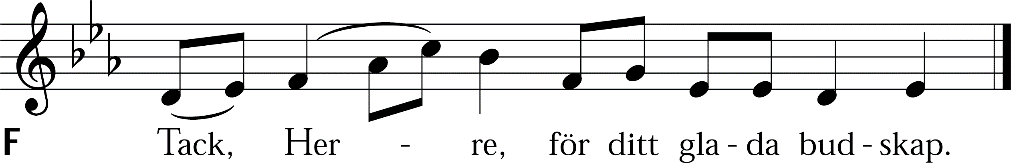 F Tack, Her - re, för ditt gla - da bud - skap.